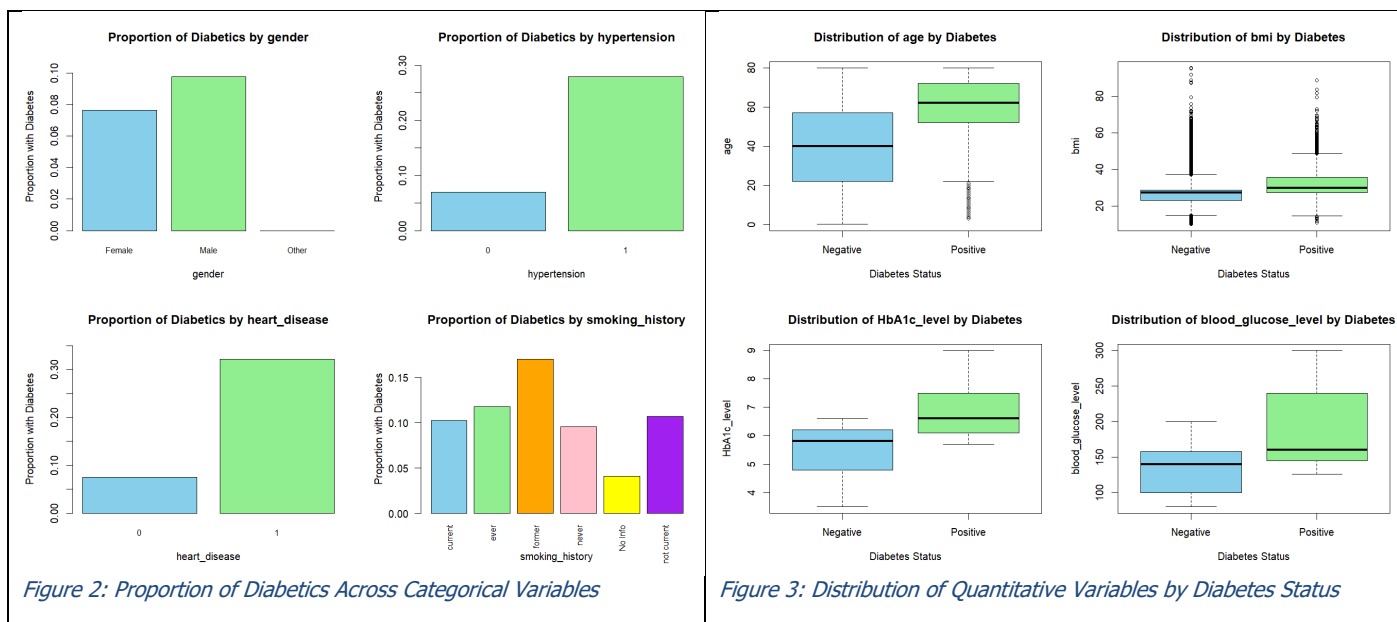 Proportion of Diabetics by gender
Proportion with Diabetes
0.00
0.02
0.04
0.06
0.08
0.10
Female
Male
Other
gender
Proportion of Diabetics by hypertension
Proportion with Diabetes
0.00
0.10
0.20
0.30
0
1
hypertension
Proportion of Diabetics by heart_disease
Proportion with Diabetes
0.00
0.10
0.20
0.30
0
1
heart_disease
Proportion of Diabetics by smoking_history
Proportion with Diabetes
0.00
0.05
0.10
0.15
current
ever
former
never
No Info
not current
smoking_history
Figure 2: Proportion of Diabetics Across Categorical Variables
Distribution of age by Diabetes
age
0
20
40
60
80
Negative
Positive
Diabetes Status
Distribution of bmi by Diabetes
bmi
20
40
60
80
Negative
Positive
Diabetes Status
Distribution of HbA1c_level by Diabetes
HbA1c_level
4
5
6
7
8
9
Negative
Positive
Diabetes Status
Distribution of blood_glucose_level by Diabetes
blood_glucose_level
100
150
200
250
300
Negative
Positive
Diabetes Status
Figure 3: Distribution of Quantitative Variables by Diabetes Status